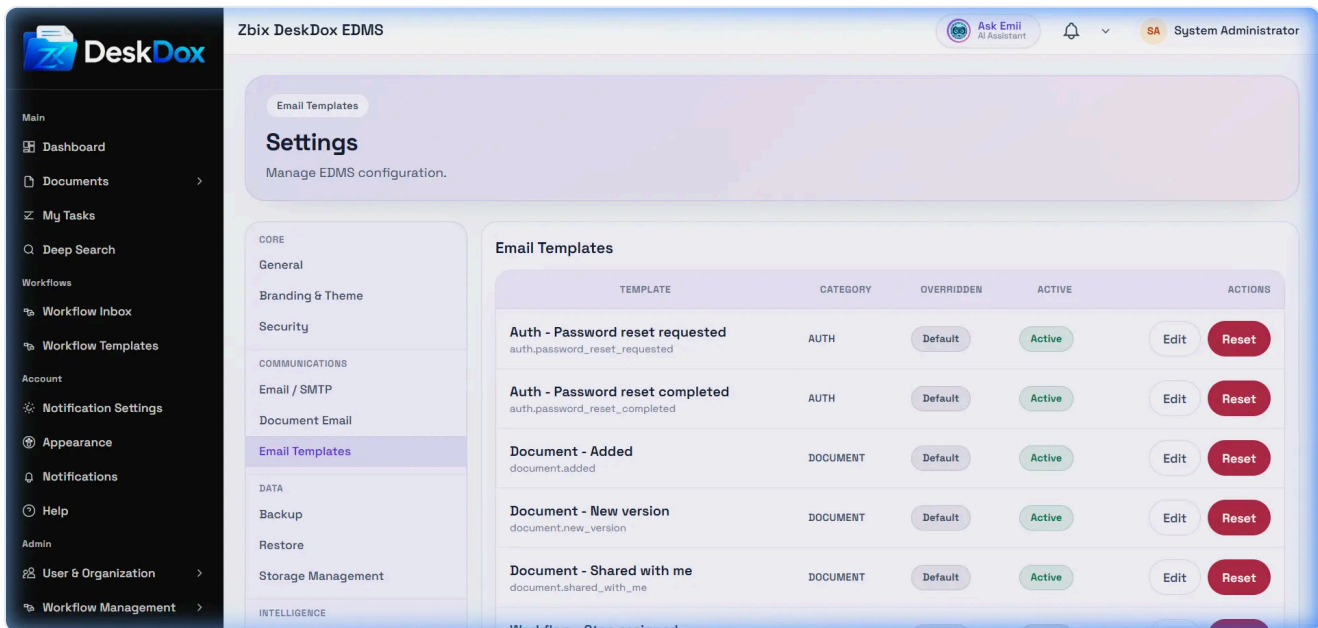 DeskDox
Main
Dashboard
Documents
My Tasks
Deep Search
Workflows
Workflow Inbox
Workflow Templates
Account
Notification Settings
Appearance
Notifications
Help
Admin
User & Organization
Workflow Management
Zbix DeskDox EDMS
Ask Emii
AI Assistant
SA System Administrator
Email Templates
Settings
Manage EDMS configuration.
CORE
General
Branding & Theme
Security
COMMUNICATIONS
Email / SMTP
Document Email
Email Templates
DATA
Backup
Restore
Storage Management
INTELLIGENCE
Email Templates
TEMPLATE CATEGORY OVERRIDDEN ACTIVE ACTIONS
Auth - Password reset requested AUTH Default Active Edit Reset
auth.password_reset_requested
Auth - Password reset completed AUTH Default Active Edit Reset
auth.password_reset_completed
Document - Added DOCUMENT Default Active Edit Reset
document.added
Document - New version DOCUMENT Default Active Edit Reset
document.new_version
Document - Shared with me DOCUMENT Default Active Edit Reset
document.shared_with_me